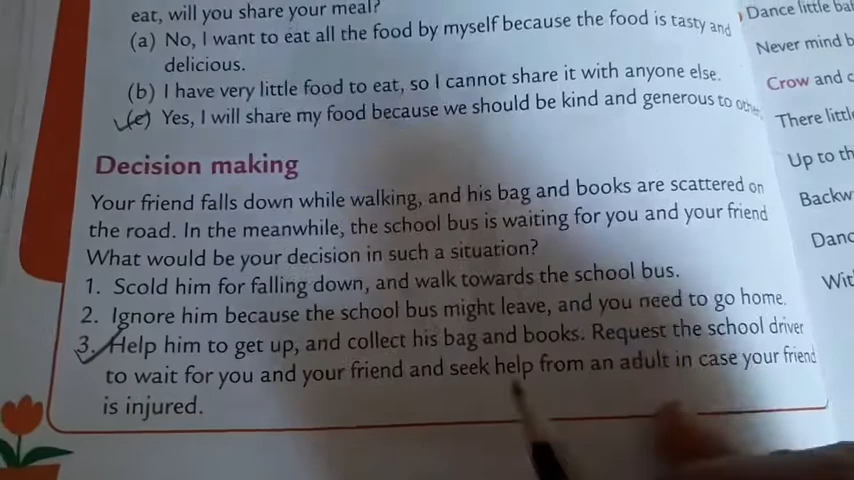 eat, will you share your meal?
(a) No, I want to eat all the food by myself because the food is tasty and
delicious.
(b) I have very little food to eat, so I cannot share it with anyone else.
(c) Yes, I will share my food because we should be kind and generous to
Decision making
Your friend falls down while walking, and his bag and books are scattered on
the road. In the meanwhile, the school bus is waiting for you and your friend
What would be your decision in such a situation?
1. Scold him for falling down, and walk towards the school bus.
2. Ignore him because the school bus might leave, and you need to go home.
3. Help him to get up, and collect his bag and books. Request the school driver
to wait for you and your friend and seek help from an adult in case your friend
is injured.
Dance little
Never mind
Crow and
There
Up to